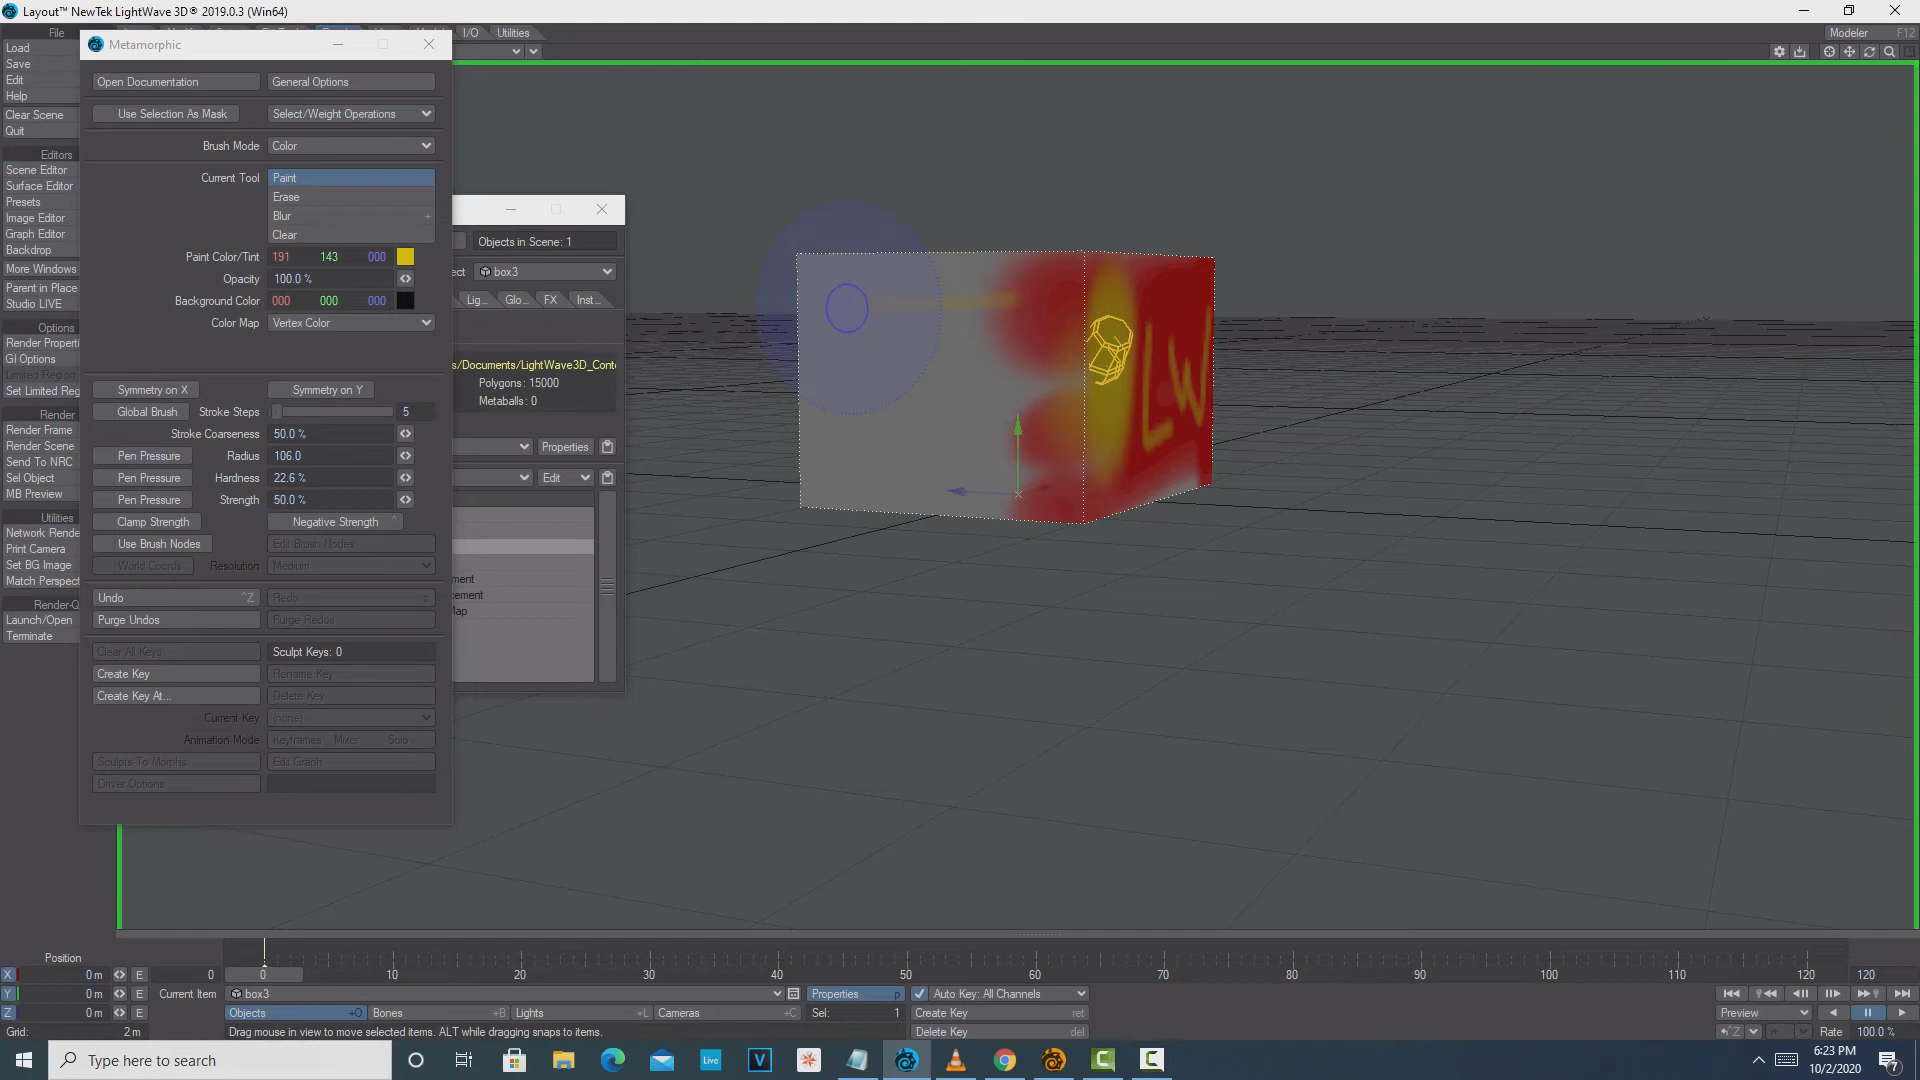 Layout™ NewTek LightWave 3D® 2019.0.3 (Win64)
File
I/O
Utilities
Modeler F12
Load
Save
Edit
Help
Clear Scene
Quit
Editors
Scene Editor
Surface Editor
Presets
Image Editor
Graph Editor
Backdrop
More Windows
Parent in Place
Studio LIVE
Options
Render Properti
GI Options
Limited Region
Set Limited Reg
Render
Render Frame
Render Scene
Send To NRC
Sel Object
MB Preview
Utilities
Network Rende
Print Camera
Set BG Image
Match Perspect
Render-Q
Launch/Open
Terminate
Metamorphic
Open Documentation General Options
Use Selection As Mask Select/Weight Operations
Brush Mode Color
Current Tool Paint
Erase
Blur +
Clear
Paint Color/Tint 191 143 000
Opacity 100.0 %
Background Color 000 000 000
Color Map Vertex Color
Symmetry on X Symmetry on Y
Global Brush Stroke Steps 5
Stroke Coarseness 50.0 %
Pen Pressure Radius 106.0
Pen Pressure Hardness 22.6 %
Pen Pressure Strength 50.0 %
Clamp Strength Negative Strength ^
Use Brush Nodes Edit Brush Nodes
World Coords Resolution Medium
Undo ^Z Redo z
Purge Undos Purge Redos
Clear All Keys Sculpt Keys: 0
Create Key Rename Key
Create Key At... Delete Key
Current Key (none)
Animation Mode Keyframes Mixer Solo
Sculpts To Morphs Edit Graph
Driver Options
Objects in Scene: 1
ect box3
Lig... Glo... FX Inst...
s/Documents/LightWave3D_Conte
Polygons: 15000
Metaballs: 0
Properties
Edit
ment
cement
Map
LW
Position
X 0 m E 0 0 10 20 30 40 50 60 70 80 90 100 110 120 120
Y 0 m E Current Item box3 Properties p Auto Key: All Channels
Z 0 m E Objects +O Bones +B Lights +L Cameras +C Sel: 1 Create Key ret Preview
Grid: 2 m Drag mouse in view to move selected items. ALT while dragging snaps to items. Delete Key del ^Z Rate 100.0 %
Type here to search
Live
V
6:23 PM
10/2/2020
7